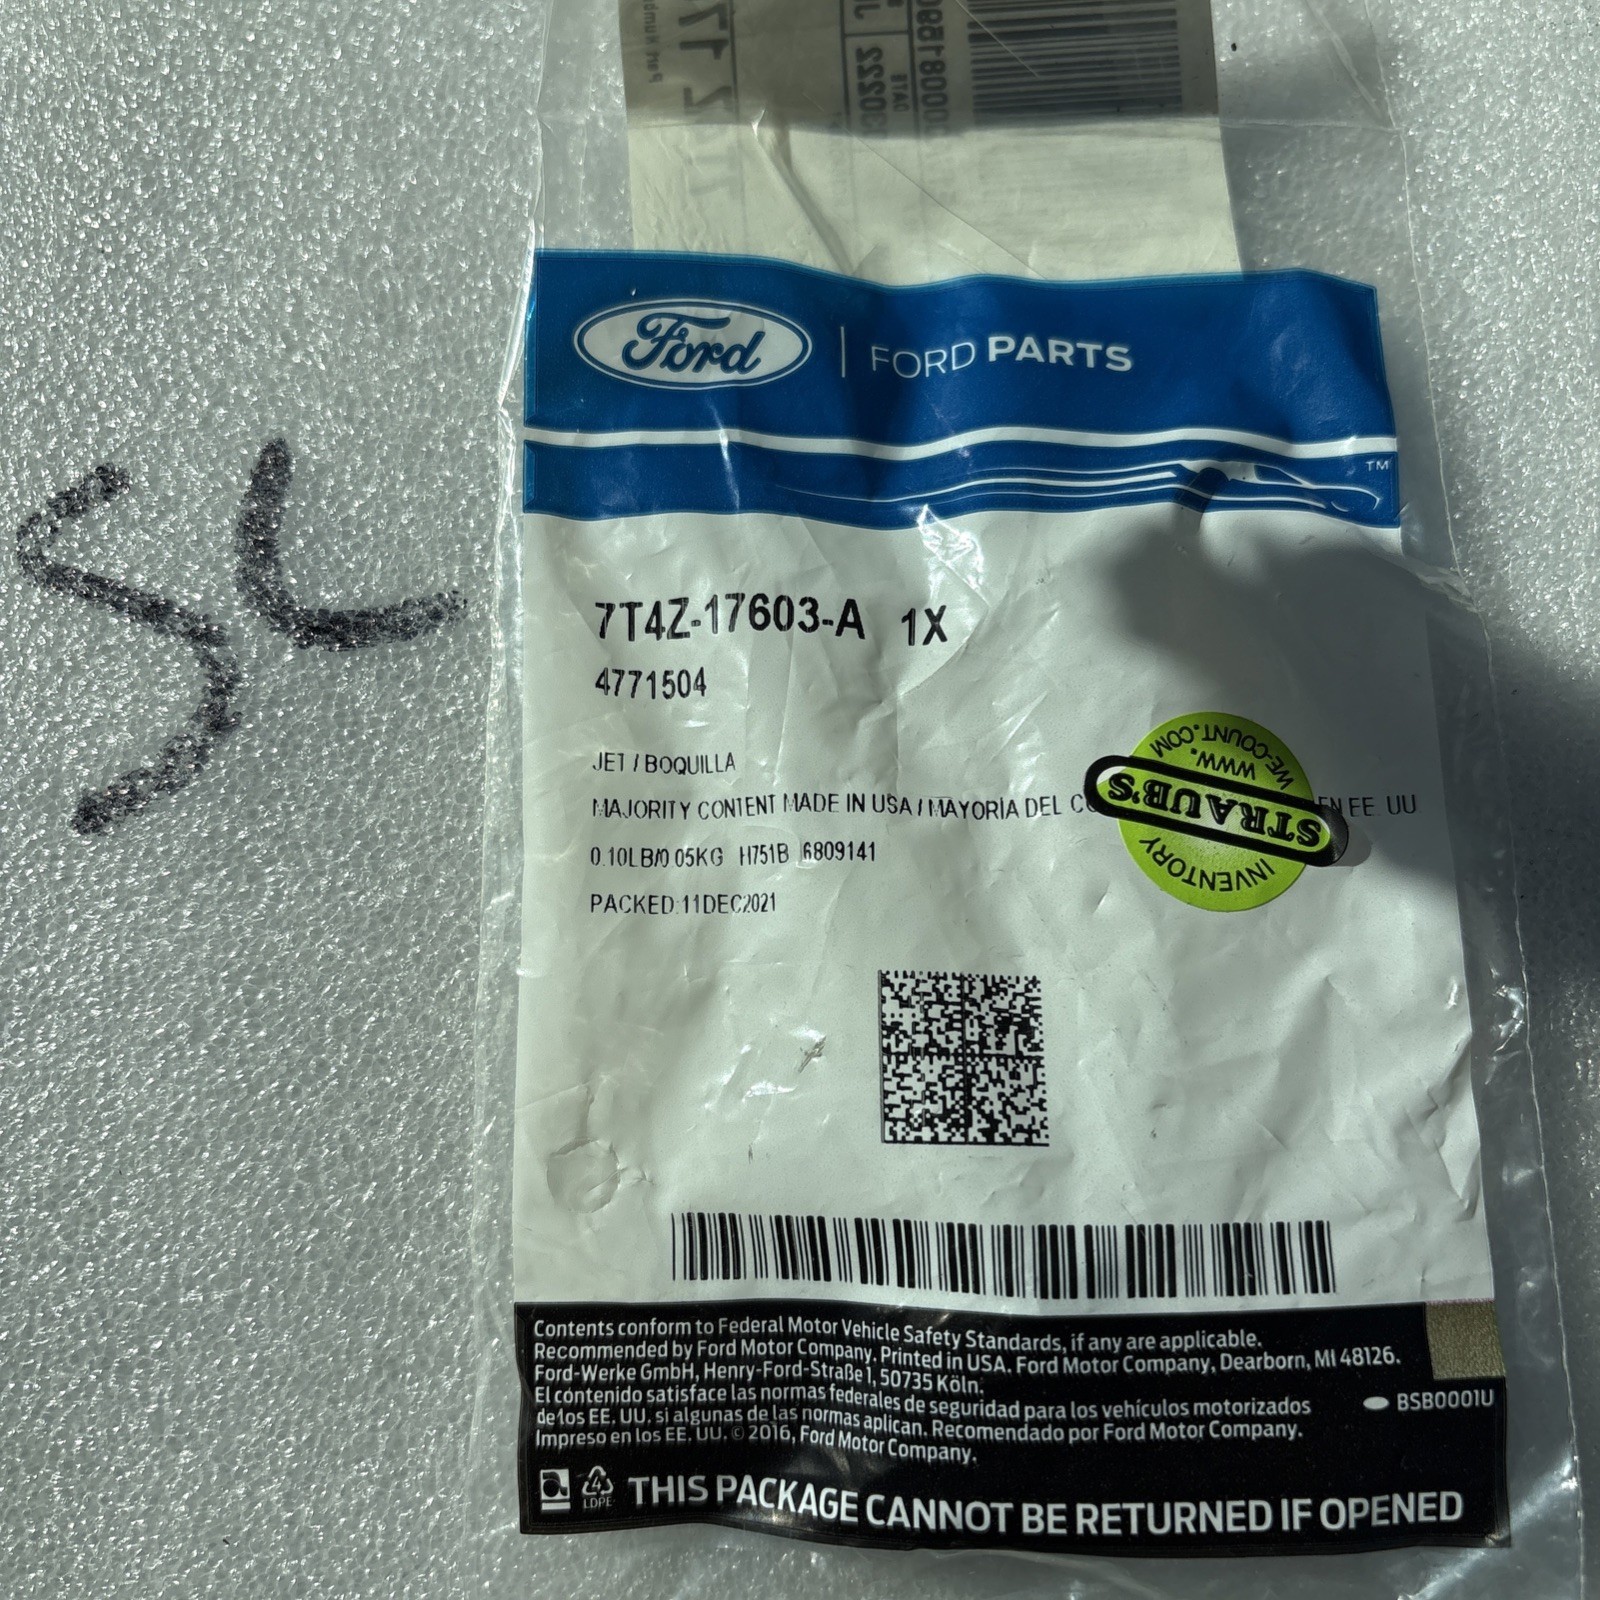 SL
Ford | FORD PARTS
TM
7T4Z-17603-A 1X
4771504
JET / BOQUILLA
MAJORITY CONTENT MADE IN USA / MAYORÍA DEL EN EE. UU
0.10LB/0.05KG H751B 6809141
PACKED:11DEC2021
WWW.
WE-COUNT.COM
STRAUB'S
INVENTORY
Contents conform to Federal Motor Vehicle Safety Standards, if any are applicable.
Recommended by Ford Motor Company. Printed in USA. Ford Motor Company, Dearborn, MI 48126.
Ford-Werke GmbH, Henry-Ford-Straße 1, 50735 Köln.
El contenido satisface las normas federales de seguridad para los vehículos motorizados
de los EE. UU. si algunas de las normas aplican. Recomendado por Ford Motor Company.
Impreso en los EE. UU. © 2016, Ford Motor Company.
BSB0001U
4
LDPE
THIS PACKAGE CANNOT BE RETURNED IF OPENED